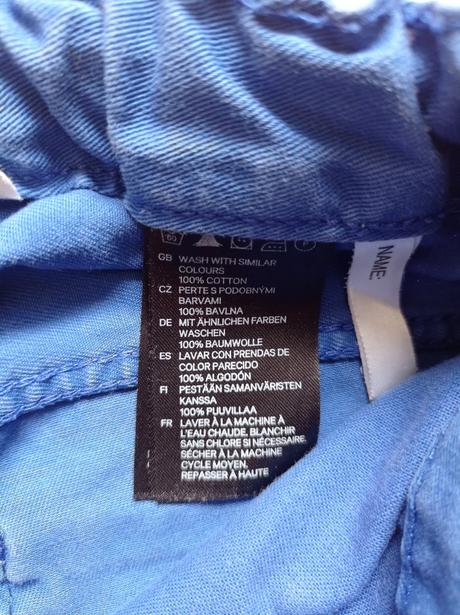 60
GB WASH WITH SIMILAR
COLOURS
100% COTTON
CZ PERTE S PODOBNÝMI
BARVAMI
100% BAVLNA
DE MIT ÄHNLICHEN FARBEN
WASCHEN
100% BAUMWOLLE
ES LAVAR CON PRENDAS DE
COLOR PARECIDO
100% ALGODÓN
FI PESTÄÄN SAMANVÄRISTEN
KANSSA
100% PUUVILLAA
FR LAVER À LA MACHINE À
L'EAU CHAUDE. BLANCHIR
SANS CHLORE SI NÉCESSAIRE.
SÉCHER À LA MACHINE
CYCLE MOYEN.
REPASSER À HAUTE
NAME: